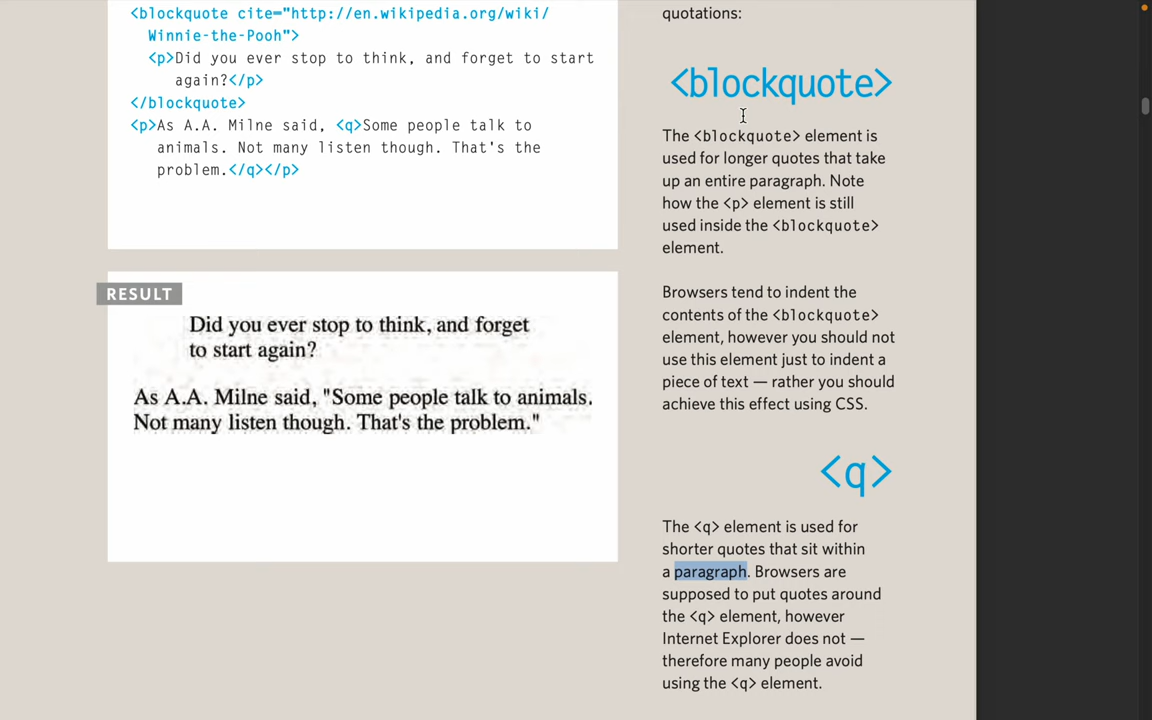 <blockquote cite="http://en.wikipedia.org/wiki/
Winnie-the-Pooh">
<p>Did you ever stop to think, and forget to start
again?</p>
</blockquote>
<p>As A.A. Milne said, <q>Some people talk to
animals. Not many listen though. That's the
problem.</q></p>
RESULT
Did you ever stop to think, and forget
to start again?
As A.A. Milne said, "Some people talk to animals.
Not many listen though. That's the problem."
quotations:
<blockquote>
The <blockquote> element is
used for longer quotes that take
up an entire paragraph. Note
how the <p> element is still
used inside the <blockquote>
element.
Browsers tend to indent the
contents of the <blockquote>
element, however you should not
use this element just to indent a
piece of text — rather you should
achieve this effect using CSS.
<q>
The <q> element is used for
shorter quotes that sit within
a paragraph. Browsers are
supposed to put quotes around
the <q> element, however
Internet Explorer does not —
therefore many people avoid
using the <q> element.